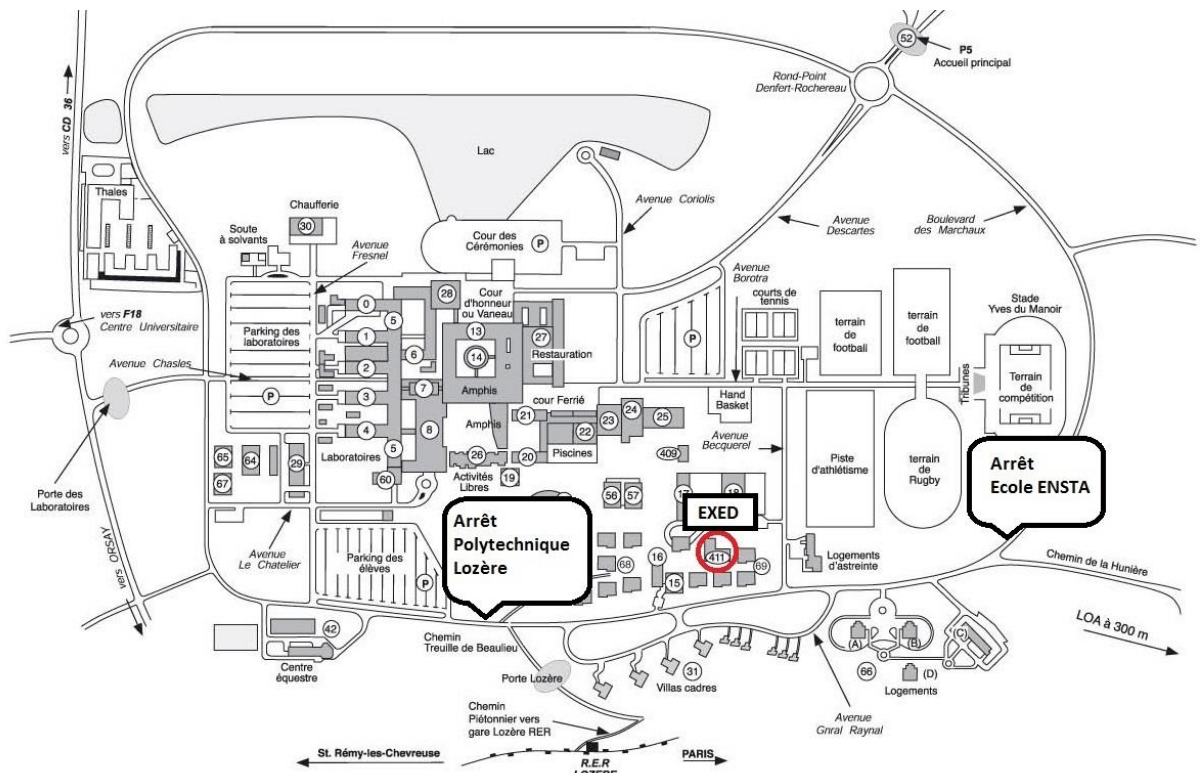 52
P5
Accueil principal
Rond-Point
Denfert-Rochereau
vers CD 36
Lac
Thales
Chaufferie
30
Avenue Coriolis
Avenue
Descartes
Boulevard
des Marchaux
Soute
à solvants
Avenue
Fresnel
Cour des
Cérémonies
P
Avenue
Borotra
vers F18
Centre Universitaire
0
28
Cour
d'honneur
ou Vaneau
courts de
tennis
Stade
Yves du Manoir
Parking des
laboratoires
5
1
13
27
P
terrain
de
football
terrain
de
football
Avenue Chasles
6
14
Restauration
2
Tribunes
Terrain
de
compétition
P
3
7
Amphis
cour Ferrié
Hand
Basket
4
8
Amphis
21
22
23
24
25
Avenue
Becquerel
65
64
29
Laboratoires
5
26
20
Piscines
409
Piste
d'athlétisme
terrain
de
Rugby
Arrêt
Ecole ENSTA
67
60
Activités
Libres
19
56
57
17
18
Porte des
Laboratoires
EXED
Arrêt
Polytechnique
Lozère
Avenue
Le Chatelier
Parking des
élèves
P
68
16
15
411
69
Logements
d'astreinte
Chemin de la Hunière
vers ORSAY
42
Chemin
Treuille de Beaulieu
LOA à 300 m
(A)
(B)
(C)
Centre
équestre
Porte Lozère
31
Villas cadres
66
(D)
Logements
Chemin
Piétonnier vers
gare Lozère RER
Avenue
Gnral Raynal
St. Rémy-les-Chevreuse
PARIS
R.E.R
LOZERE